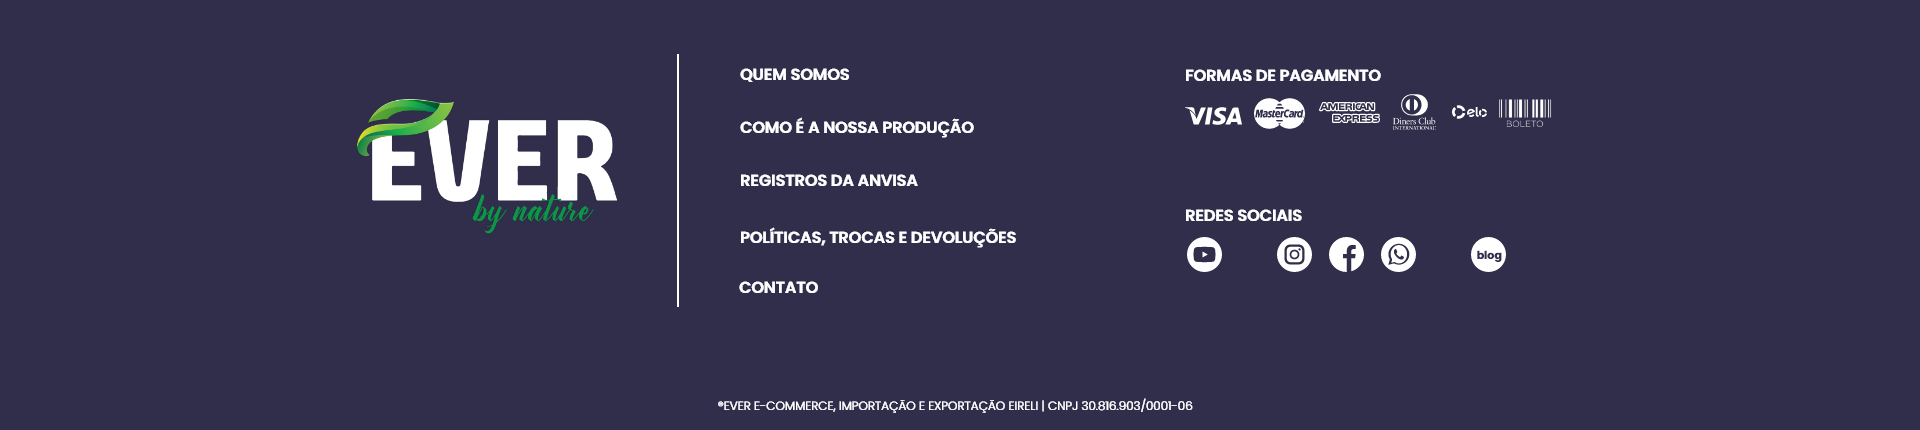 EVER
by nature
QUEM SOMOS
COMO É A NOSSA PRODUÇÃO
REGISTROS DA ANVISA
POLÍTICAS, TROCAS E DEVOLUÇÕES
CONTATO
FORMAS DE PAGAMENTO
VISA
MasterCard
AMERICAN
EXPRESS
Diners Club
INTERNATIONAL
elo
BOLETO
REDES SOCIAIS
blog
®EVER E-COMMERCE, IMPORTAÇÃO E EXPORTAÇÃO EIRELI | CNPJ 30.816.903/0001-06